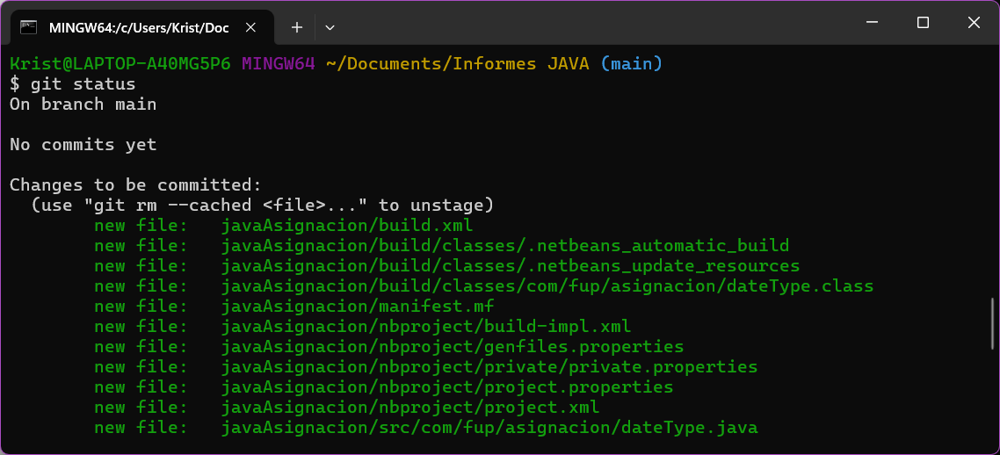 MINGW64:/c/Users/Krist/Doc
Krist@LAPTOP-A40MG5P6 MINGW64 ~/Documents/Informes JAVA (main)
$ git status
On branch main
No commits yet
Changes to be committed:
  (use "git rm --cached <file>..." to unstage)
        new file:   javaAsignacion/build.xml
        new file:   javaAsignacion/build/classes/.netbeans_automatic_build
        new file:   javaAsignacion/build/classes/.netbeans_update_resources
        new file:   javaAsignacion/build/classes/com/fup/asignacion/dateType.class
        new file:   javaAsignacion/manifest.mf
        new file:   javaAsignacion/nbproject/build-impl.xml
        new file:   javaAsignacion/nbproject/genfiles.properties
        new file:   javaAsignacion/nbproject/private/private.properties
        new file:   javaAsignacion/nbproject/project.properties
        new file:   javaAsignacion/nbproject/project.xml
        new file:   javaAsignacion/src/com/fup/asignacion/dateType.java